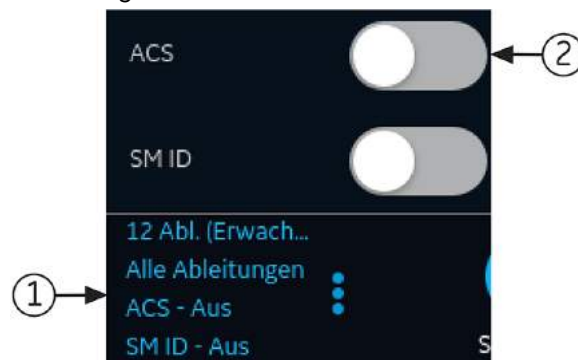 ACS
2
SM ID
12 Abl. (Erwach...
Alle Ableitungen
1
ACS - Aus
SM ID - Aus
S